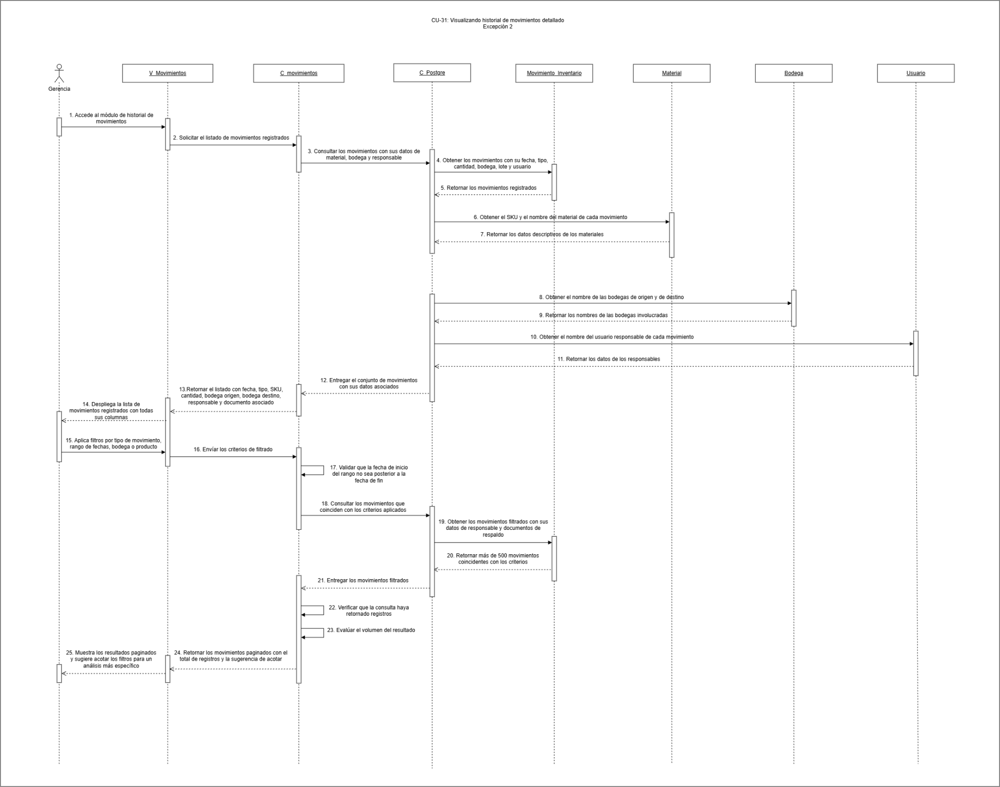 CU-31: Visualizando historial de movimientos detallado
Excepción 2
Gerencia
V_Movimientos
C_movimientos
C_Postgre
Movimiento_Inventario
Material
Bodega
Usuario
1. Accede al módulo de historial de
movimientos
2. Solicitar el listado de movimientos registrados
3. Consultar los movimientos con sus datos de
material, bodega y responsable
4. Obtener los movimientos con su fecha, tipo,
cantidad, bodega, lote y usuario
5. Retornar los movimientos registrados
6. Obtener el SKU y el nombre del material de cada movimiento
7. Retornar los datos descriptivos de los materiales
8. Obtener el nombre de las bodegas de origen y de destino
9. Retornar los nombres de las bodegas involucradas
10. Obtener el nombre del usuario responsable de cada movimiento
11. Retornar los datos de los responsables
12. Entregar el conjunto de movimientos
con sus datos asociados
13.Retornar el listado con fecha, tipo, SKU,
cantidad, bodega origen, bodega destino,
responsable y documento asociado
14. Despliega la lista de
movimientos registrados con todas
sus columnas
15. Aplica filtros por tipo de movimiento,
rango de fechas, bodega o producto
16. Envíar los criterios de filtrado
17. Validar que la fecha de inicio
del rango no sea posterior a la
fecha de fin
18. Consultar los movimientos que
coinciden con los criterios aplicados
19. Obtener los movimientos filtrados con sus
datos de responsable y documentos de
respaldo
20. Retornar más de 500 movimientos
coincidentes con los criterios
21. Entregar los movimientos filtrados
22. Verificar que la consulta haya
retornado registros
23. Evalúar el volumen del resultado
24. Retornar los movimientos paginados con el
total de registros y la sugerencia de acotar
25. Muestra los resultados paginados
y sugiere acotar los filtros para un
análisis más específico